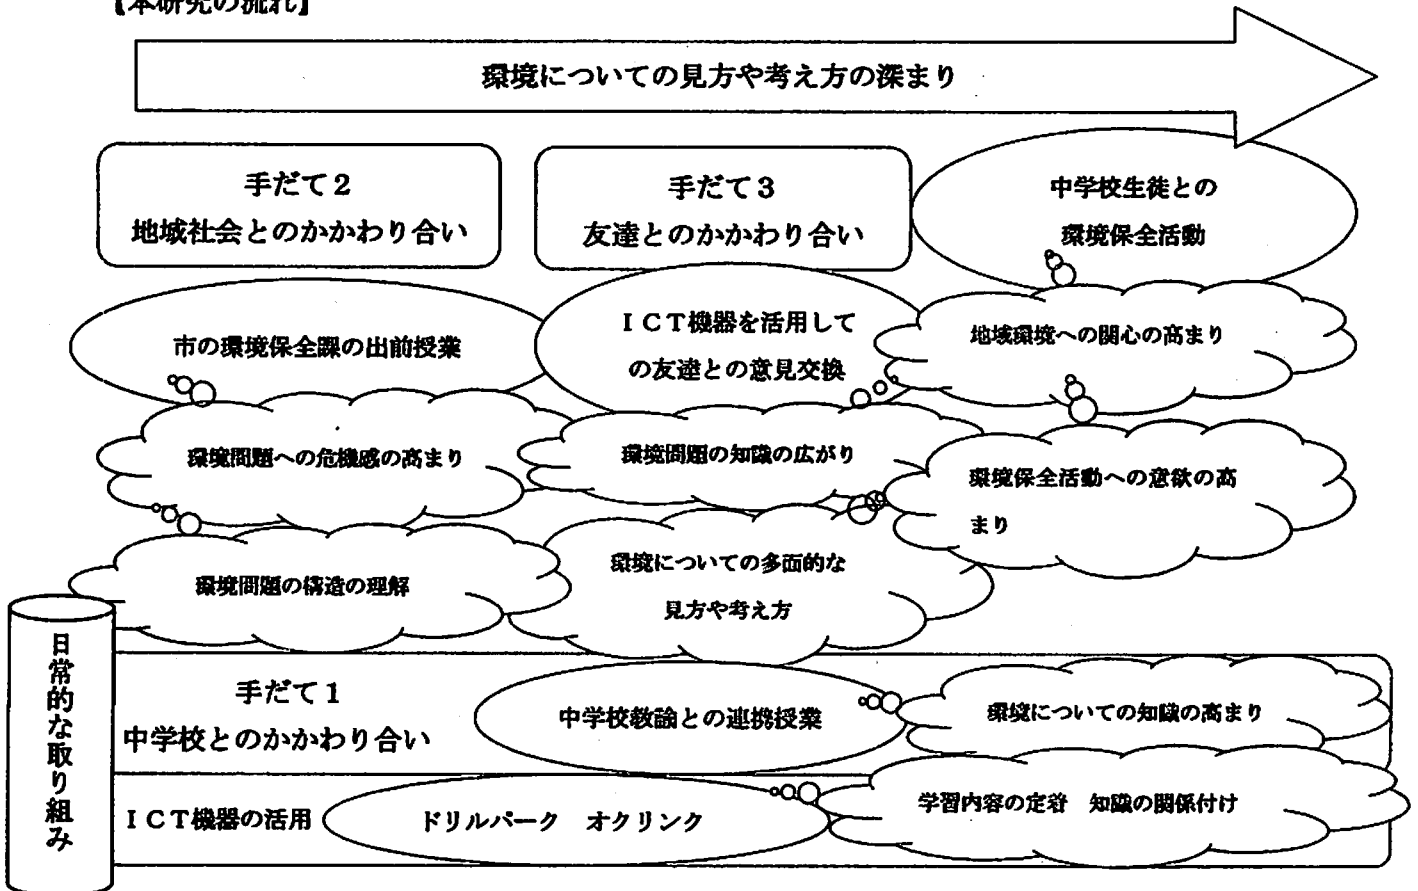 【本研究の流れ】
環境についての見方や考え方の深まり
手だて２
地域社会とのかかわり合い
手だて３
友達とのかかわり合い
中学校生徒との
環境保全活動
市の環境保全課の出前授業
ＩＣＴ機器を活用して
の友達との意見交換
地域環境への関心の高まり
環境問題への危機感の高まり
環境問題の知識の広がり
環境保全活動への意欲の高
まり
環境問題の構造の理解
環境についての多面的な
見方や考え方
日常的な取り組み
手だて１
中学校とのかかわり合い
中学校教諭との連携授業
環境についての知識の高まり
ＩＣＴ機器の活用
ドリルパーク　オクリンク
学習内容の定着　知識の関係付け